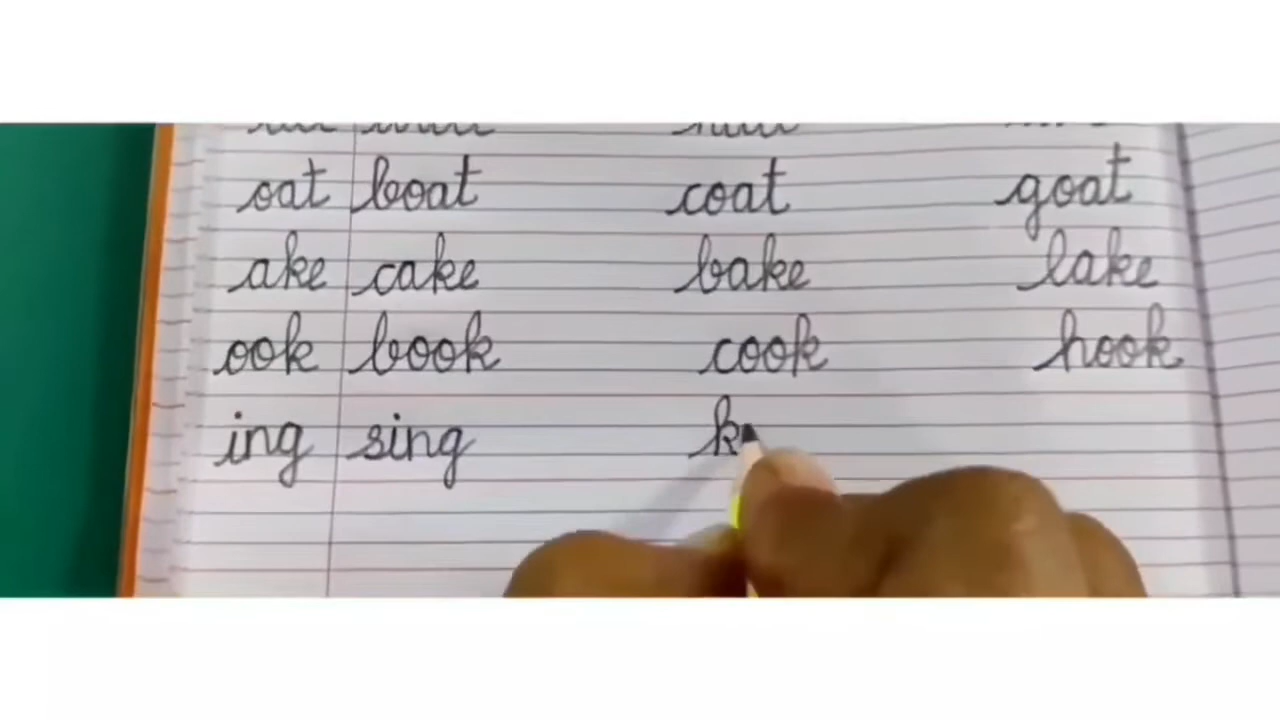 oat boat coat goat
ake cake bake lake
ook book cook hook
ing sing k